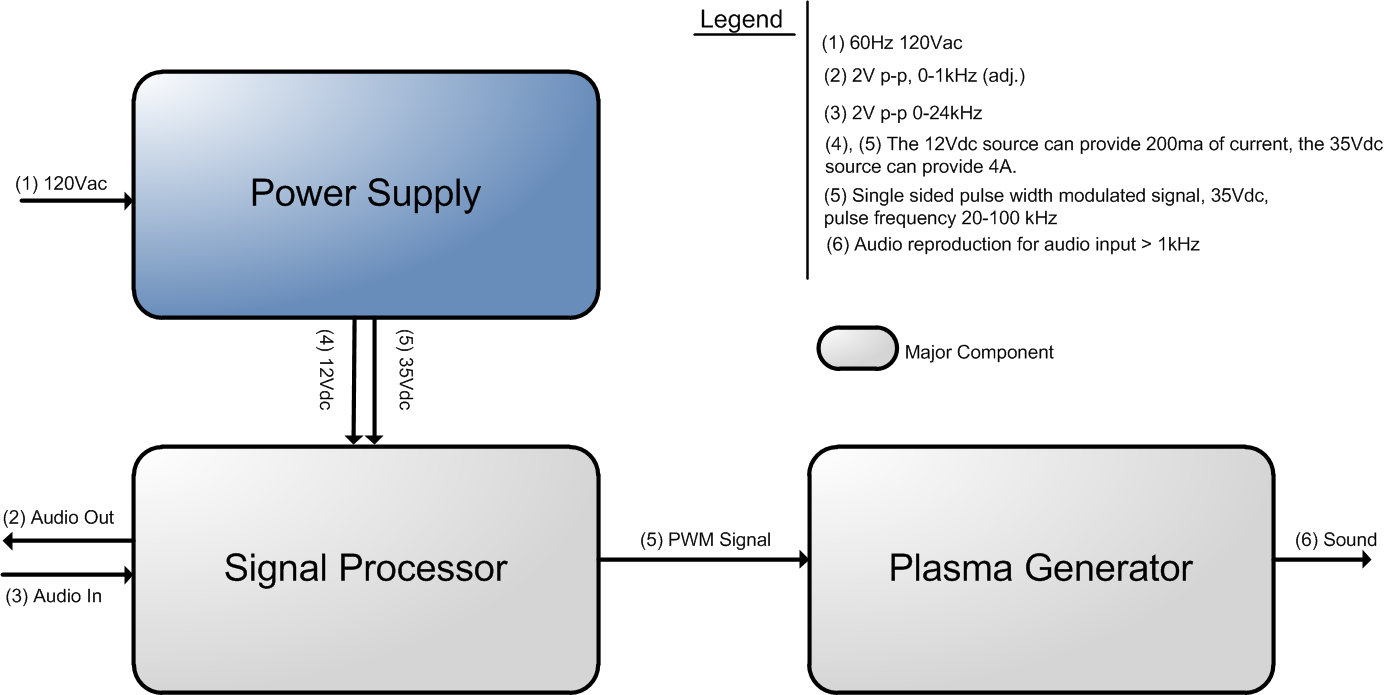 Legend
(1) 60Hz 120Vac
(2) 2V p-p, 0-1kHz (adj.)
(3) 2V p-p 0-24kHz
(4), (5) The 12Vdc source can provide 200ma of current, the 35Vdc
source can provide 4A.
(5) Single sided pulse width modulated signal, 35Vdc,
pulse frequency 20-100 kHz
(6) Audio reproduction for audio input > 1kHz
Major Component
(1) 120Vac
Power Supply
(4) 12Vdc
(5) 35Vdc
(2) Audio Out
(3) Audio In
Signal Processor
(5) PWM Signal
Plasma Generator
(6) Sound